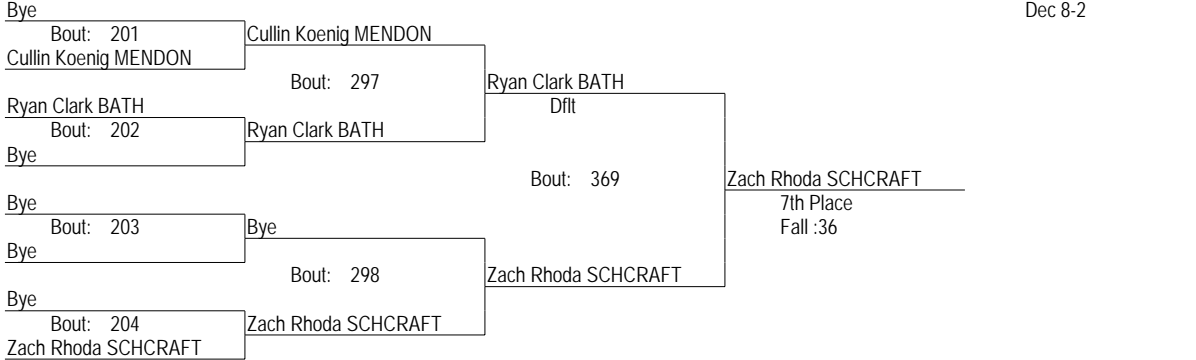 Bye
Dec 8-2
Bout: 201
Cullin Koenig MENDON
Cullin Koenig MENDON
Bout: 297
Ryan Clark BATH
Ryan Clark BATH
Dflt
Bout: 202
Ryan Clark BATH
Bye
Bout: 369
Zach Rhoda SCHCRAFT
Bye
7th Place
Bout: 203
Bye
Fall :36
Bye
Bout: 298
Zach Rhoda SCHCRAFT
Bye
Bout: 204
Zach Rhoda SCHCRAFT
Zach Rhoda SCHCRAFT